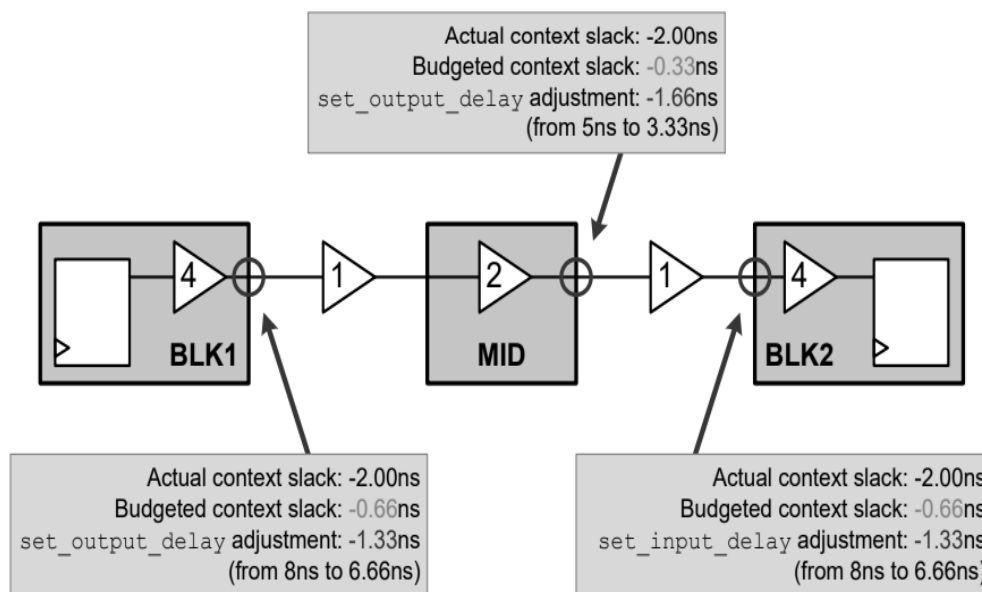 Actual context slack: -2.00ns
Budgeted context slack: -0.33ns
set_output_delay adjustment: -1.66ns
(from 5ns to 3.33ns)
4
1
2
1
4
BLK1
MID
BLK2
Actual context slack: -2.00ns
Budgeted context slack: -0.66ns
set_output_delay adjustment: -1.33ns
(from 8ns to 6.66ns)
Actual context slack: -2.00ns
Budgeted context slack: -0.66ns
set_input_delay adjustment: -1.33ns
(from 8ns to 6.66ns)